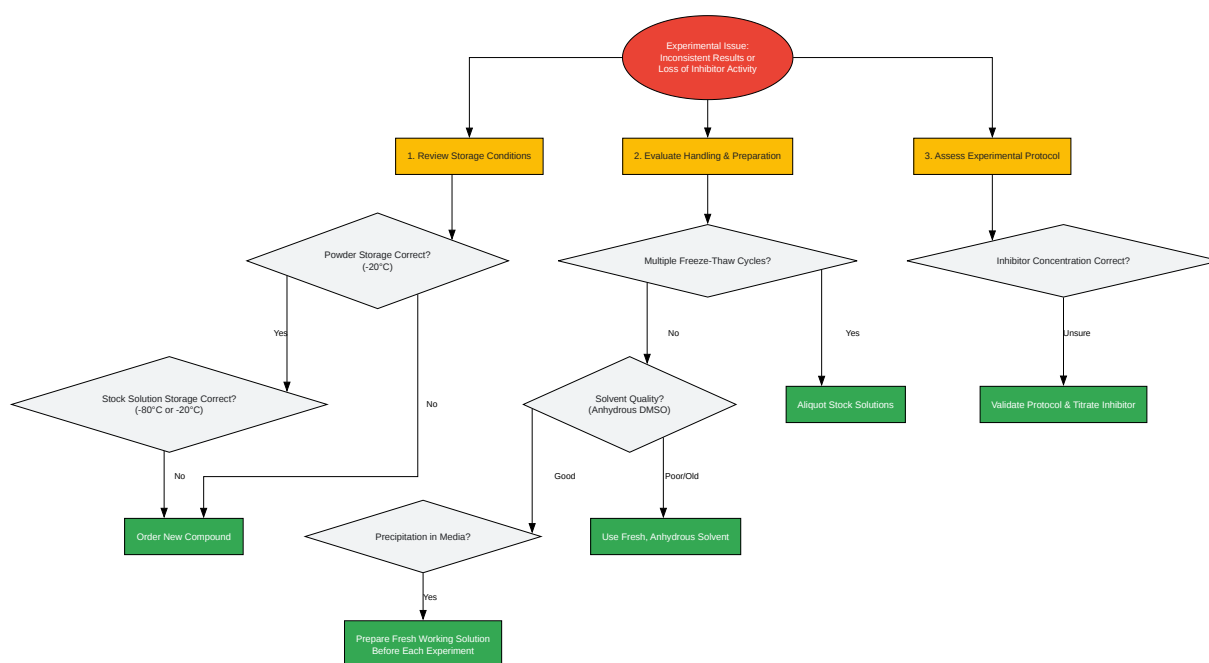 Experimental Issue:
Inconsistent Results or
Loss of Inhibitor Activity
1. Review Storage Conditions
2. Evaluate Handling & Preparation
3. Assess Experimental Protocol
Powder Storage Correct?
(-20°C)
Multiple Freeze-Thaw Cycles?
Inhibitor Concentration Correct?
Yes
No
Yes
Unsure
Stock Solution Storage Correct?
(-80°C or -20°C)
No
Solvent Quality?
(Anhydrous DMSO)
Aliquot Stock Solutions
Validate Protocol & Titrate Inhibitor
No
Good
Poor/Old
Order New Compound
Precipitation in Media?
Use Fresh, Anhydrous Solvent
Yes
Prepare Fresh Working Solution
Before Each Experiment